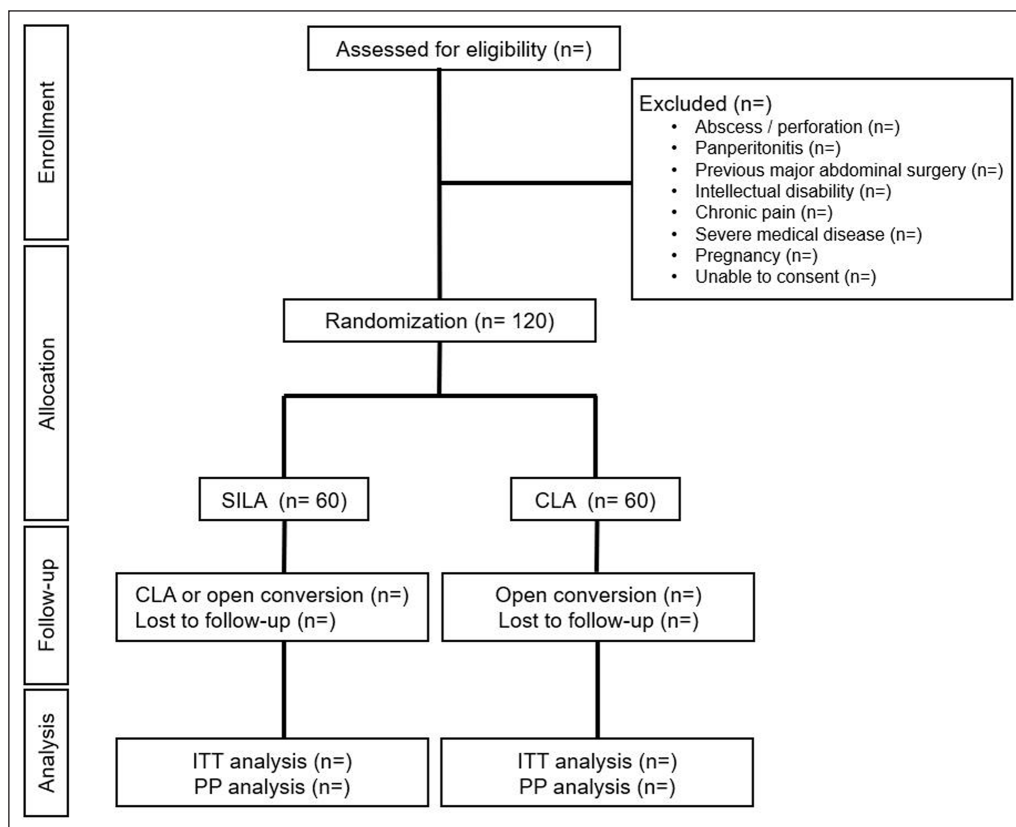 Enrollment
Assessed for eligibility (n=)
Excluded (n=)
• Abscess / perforation (n=)
• Panperitonitis (n=)
• Previous major abdominal surgery (n=)
• Intellectual disability (n=)
• Chronic pain (n=)
• Severe medical disease (n=)
• Pregnancy (n=)
• Unable to consent (n=)
Allocation
Randomization (n= 120)
SILA (n= 60)
CLA (n= 60)
Follow-up
CLA or open conversion (n=)
Lost to follow-up (n=)
Open conversion (n=)
Lost to follow-up (n=)
Analysis
ITT analysis (n=)
PP analysis (n=)
ITT analysis (n=)
PP analysis (n=)